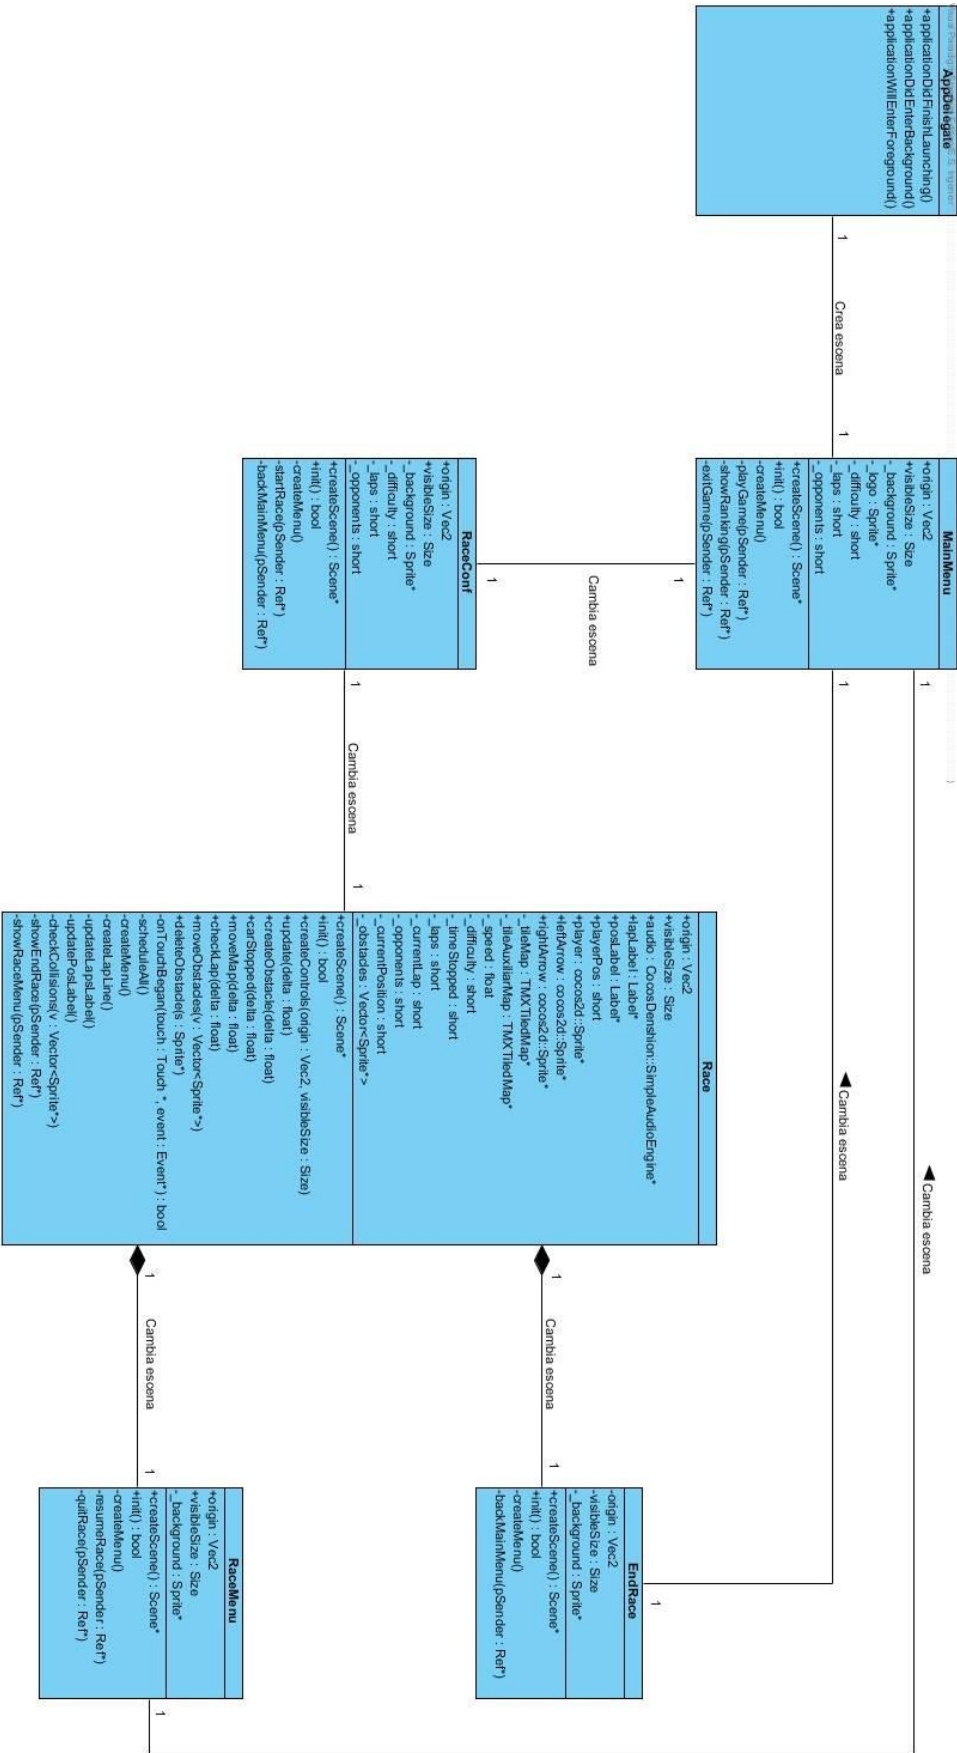 AppDelegate
+applicationDidFinishLaunching()
+applicationDidEnterBackground()
+applicationWillEnterForeground()
1
Crea escena
1
MainMenu
+origin : Vec2
+visibleSize : Size
-_background : Sprite*
-_logo : Sprite*
-_difficulty : short
-_laps : short
-_opponents : short
+createScene() : Scene*
+init() : bool
-createMenu()
-playGame(pSender : Ref*)
-showRanking(pSender : Ref*)
-exitGame(pSender : Ref*)
1
Cambia escena
1
1
Cambia escena
1
1
Cambia escena
1
RaceConf
+origin : Vec2
+visibleSize : Size
-_background : Sprite*
-_difficulty : short
-_laps : short
-_opponents : short
+createScene() : Scene*
+init() : bool
-createMenu()
-startRace(pSender : Ref*)
-backMainMenu(pSender : Ref*)
1
Cambia escena
1
Race
+origin : Vec2
+visibleSize : Size
+audio : CocosDenshion::SimpleAudioEngine*
+lapLabel : Label*
+posLabel : Label*
+playerPos : short
+player : cocos2d::Sprite*
+leftArrow : cocos2d::Sprite*
+rightArrow : cocos2d::Sprite*
-_tileMap : TMXTiledMap*
-_tileAuxiliarMap : TMXTiledMap*
-_speed : float
-_difficulty : short
-_timeStopped : short
-_laps : short
-_currentLap : short
-_opponents : short
-_currentPosition : short
-_obstacles : Vector<Sprite*>
+createScene() : Scene*
+init() : bool
+createControls(origin : Vec2, visibleSize : Size)
+update(delta : float)
+createObstacle(delta : float)
+carStopped(delta : float)
+moveMap(delta : float)
+checkLap(delta : float)
+moveObstacles(v : Vector<Sprite*>)
+deleteObstacle(s : Sprite*)
-onTouchBegan(touch : Touch *, event : Event*) : bool
-scheduleAll()
-createMenu()
-createLapLine()
-updateLapsLabel()
-updatePosLabel()
-checkCollisions(v : Vector<Sprite*>)
-showEndRace(pSender : Ref*)
-showRaceMenu(pSender : Ref*)
1
Cambia escena
1
1
Cambia escena
1
EndRace
-origin : Vec2
-visibleSize : Size
-_background : Sprite*
+createScene() : Scene*
+init() : bool
-createMenu()
-backMainMenu(pSender : Ref*)
RaceMenu
+origin : Vec2
+visibleSize : Size
-_background : Sprite*
+createScene() : Scene*
+init() : bool
-createMenu()
-resumeRace(pSender : Ref*)
-quitRace(pSender : Ref*)